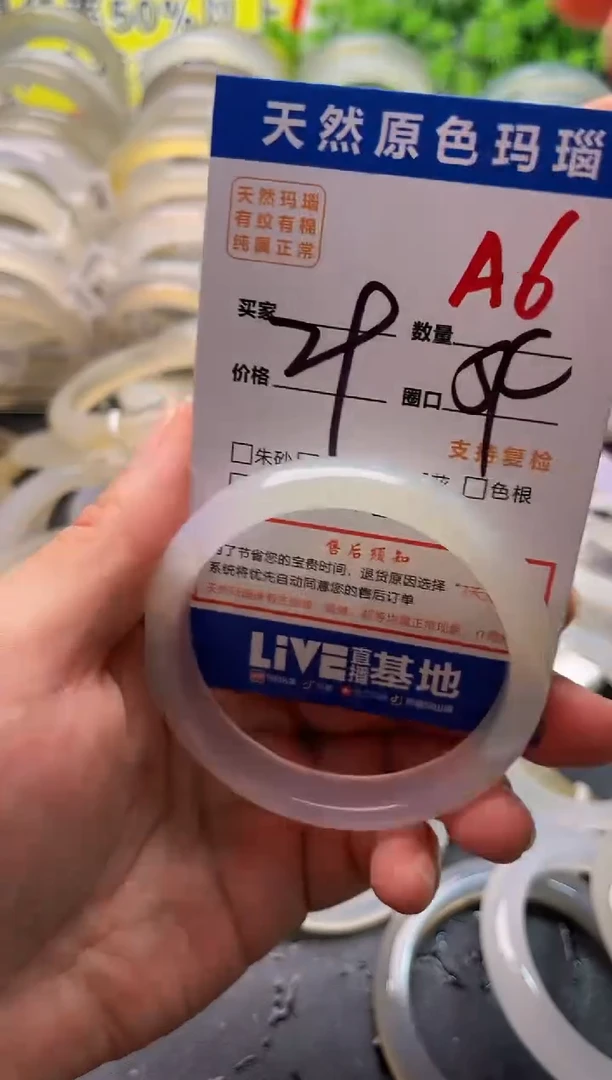 50%
天然原色玛瑙
天然玛瑙
有纹有棉
纯属正常
A6
买家
数量
价格
圈口
支持复检
朱砂
色根
售后须知
了节省您的宝贵时间，退货原因选择
系统将优先自动同意您的售后订单
LIVE直播基地